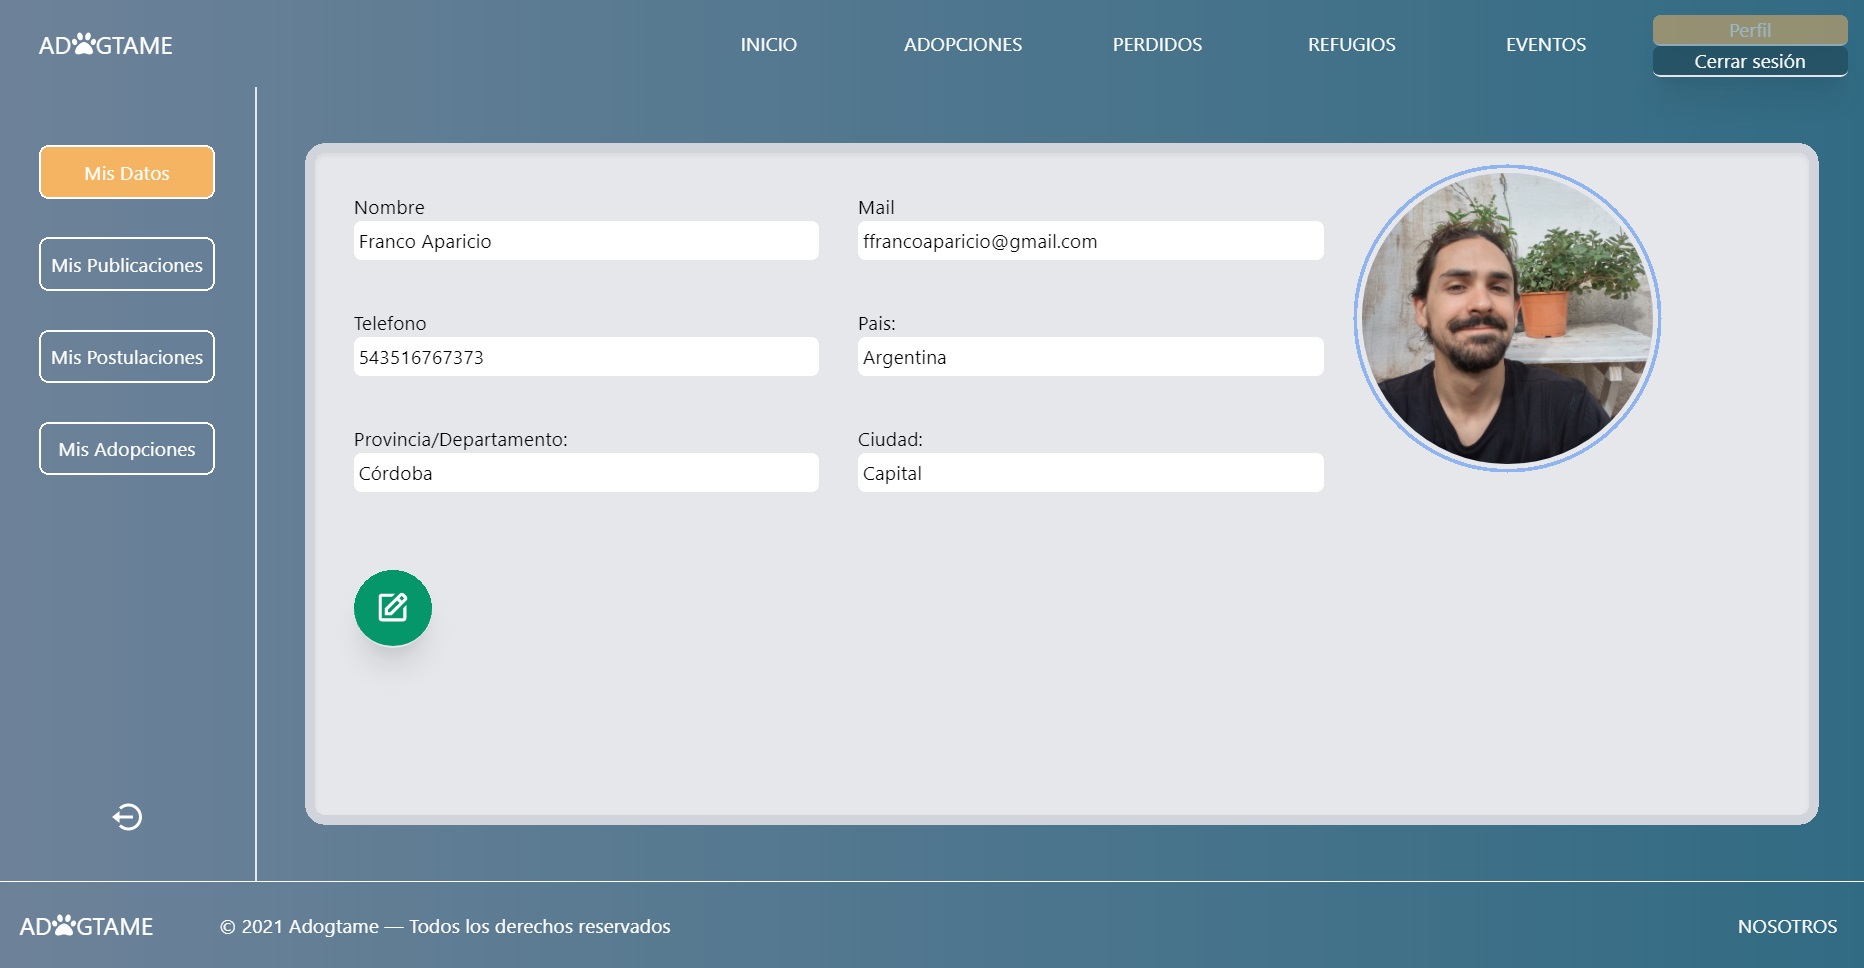 ADOGTAME
INICIO
ADOPCIONES
PERDIDOS
REFUGIOS
EVENTOS
Perfil
Cerrar sesión
Mis Datos
Mis Publicaciones
Mis Postulaciones
Mis Adopciones
Nombre
Franco Aparicio
Mail
ffrancoaparicio@gmail.com
Telefono
543516767373
Pais:
Argentina
Provincia/Departamento:
Córdoba
Ciudad:
Capital
ADOGTAME
© 2021 Adogtame — Todos los derechos reservados
NOSOTROS